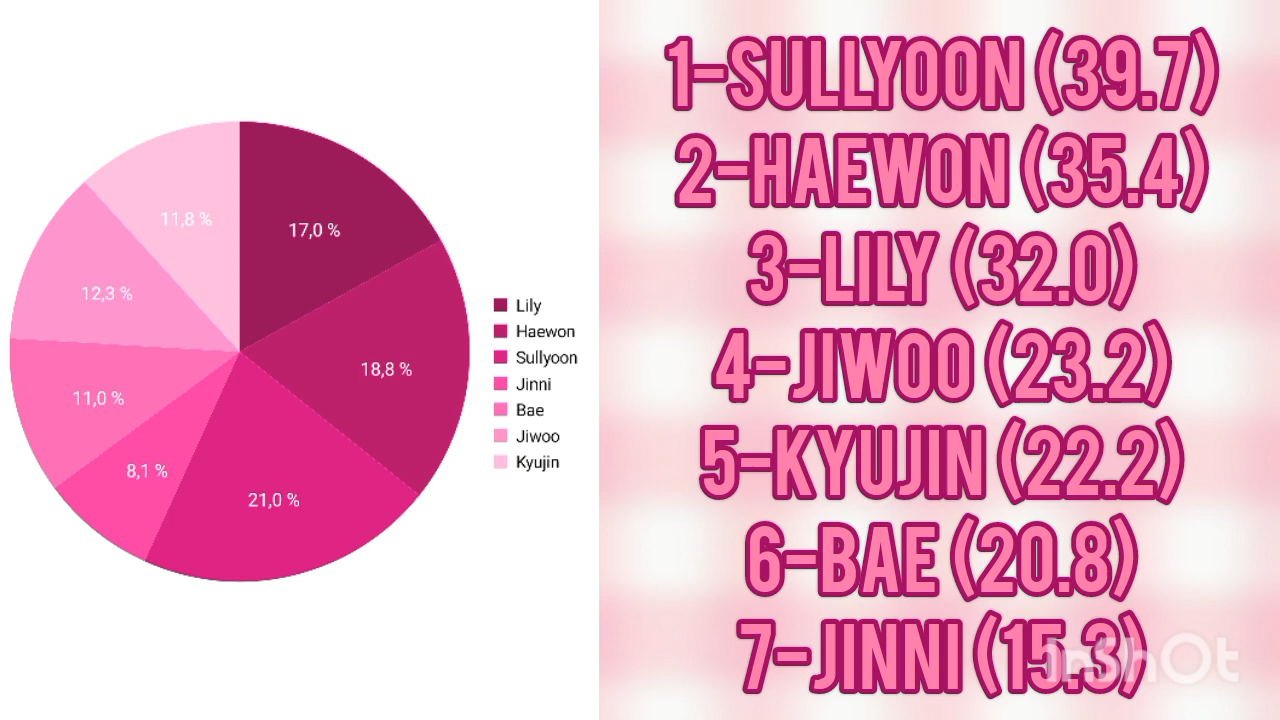 11,8 %
17,0 %
12,3 %
18,8 %
11,0 %
8,1 %
21,0 %
Lily
Haewon
Sullyoon
Jinni
Bae
Jiwoo
Kyujin
1-SULLYOON (39.7)
2-HAEWON (35.4)
3-LILY (32.0)
4-JIWOO (23.2)
5-KYUJIN (22.2)
6-BAE (20.8)
7-JINNI (15.3)
InShOt